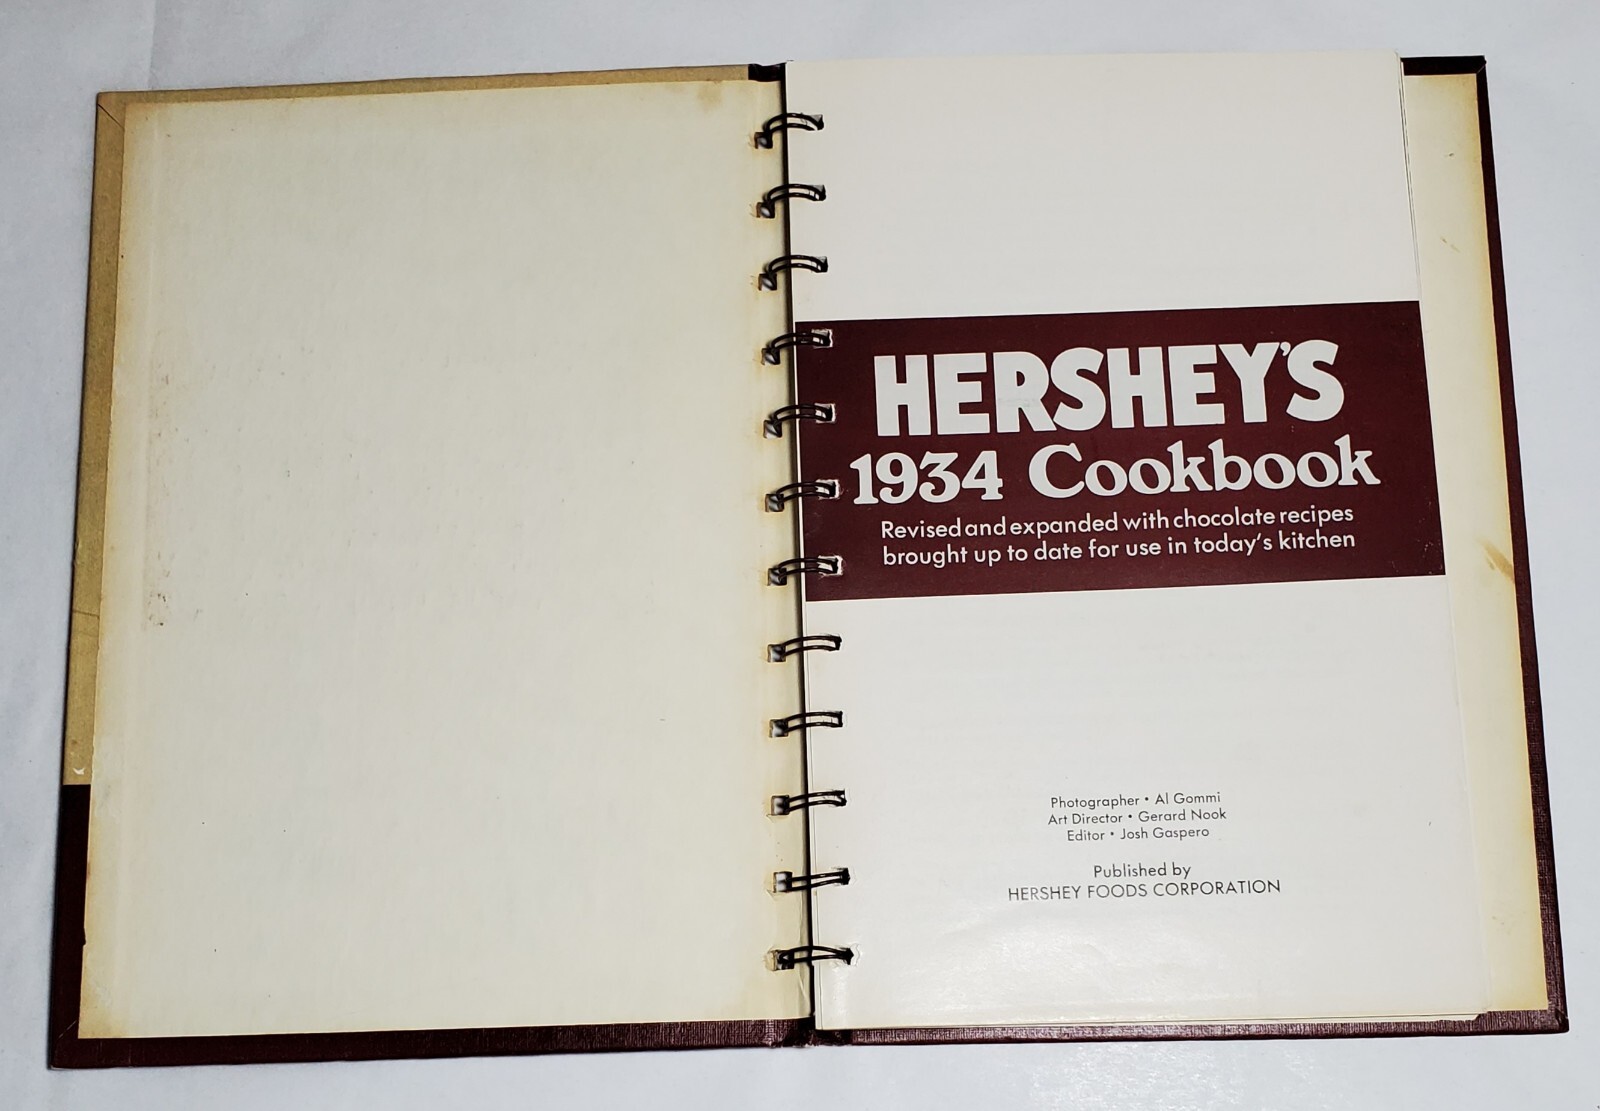 HERSHEY'S
1934 Cookbook
Revised and expanded with chocolate recipes
brought up to date for use in today's kitchen
Photographer • Al Gommi
Art Director • Gerard Nook
Editor • Josh Gaspero
Published by
HERSHEY FOODS CORPORATION